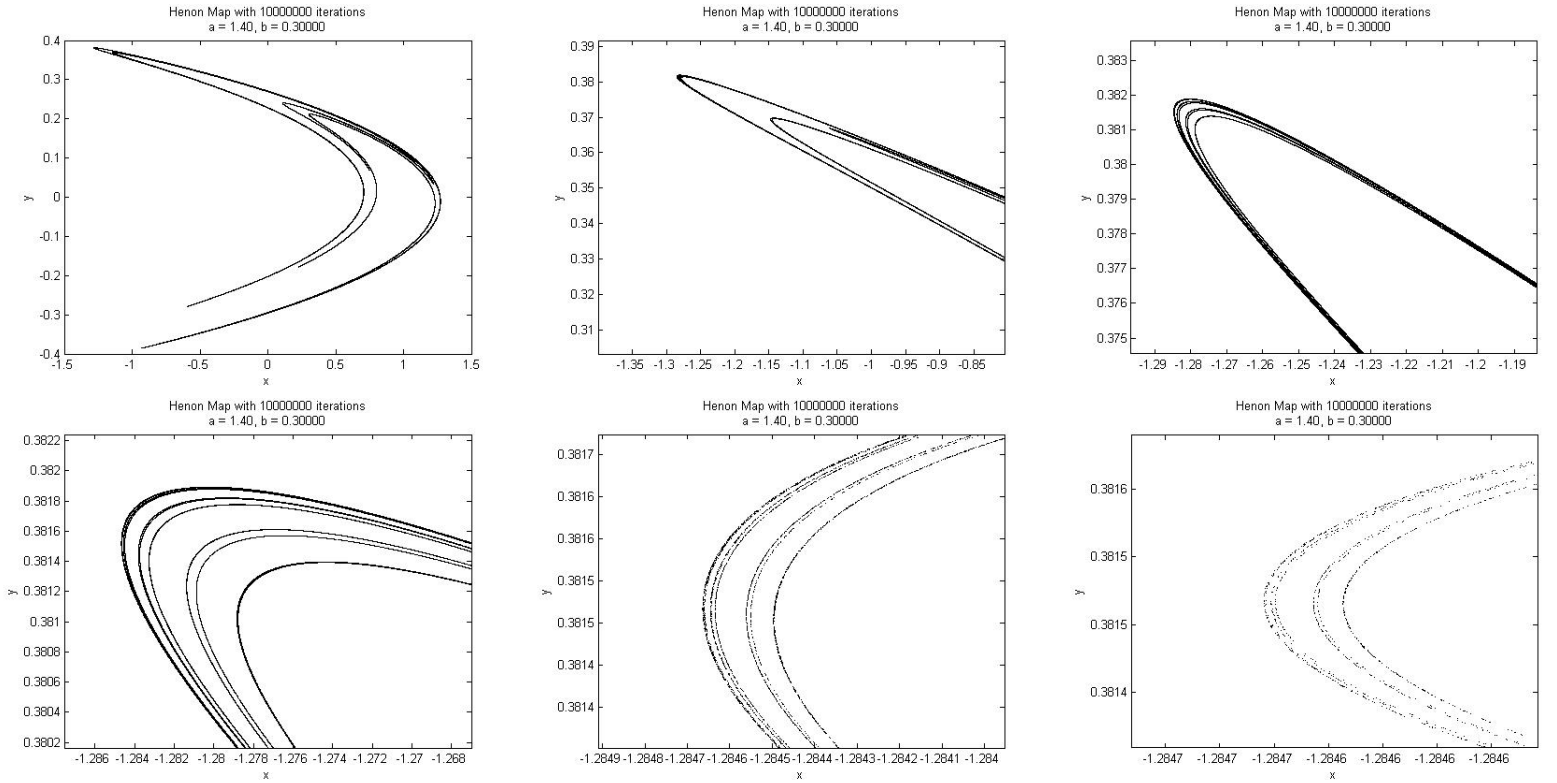 Henon Map with 10000000 iterations
a = 1.40, b = 0.30000
0.4
0.3
0.2
0.1
0
-0.1
-0.2
-0.3
-0.4
y
-1.5 -1 -0.5 0 0.5 1 1.5
x
Henon Map with 10000000 iterations
a = 1.40, b = 0.30000
0.39
0.38
0.37
0.36
0.35
0.34
0.33
0.32
0.31
y
-1.35 -1.3 -1.25 -1.2 -1.15 -1.1 -1.05 -1 -0.95 -0.9 -0.85
x
Henon Map with 10000000 iterations
a = 1.40, b = 0.30000
0.383
0.382
0.381
0.38
0.379
0.378
0.377
0.376
0.375
y
-1.29 -1.28 -1.27 -1.26 -1.25 -1.24 -1.23 -1.22 -1.21 -1.2 -1.19
x
Henon Map with 10000000 iterations
a = 1.40, b = 0.30000
0.3822
0.382
0.3818
0.3816
0.3814
0.3812
0.381
0.3808
0.3806
0.3804
0.3802
y
-1.286 -1.284 -1.282 -1.28 -1.278 -1.276 -1.274 -1.272 -1.27 -1.268
x
Henon Map with 10000000 iterations
a = 1.40, b = 0.30000
0.3817
0.3816
0.3816
0.3815
0.3815
0.3814
0.3814
y
-1.2849 -1.2848 -1.2847 -1.2846 -1.2845 -1.2844 -1.2843 -1.2842 -1.2841 -1.284
x
Henon Map with 10000000 iterations
a = 1.40, b = 0.30000
0.3816
0.3815
0.3815
0.3814
y
-1.2847 -1.2847 -1.2647 -1.2846 -1.2846 -1.2846 -1.2846
x